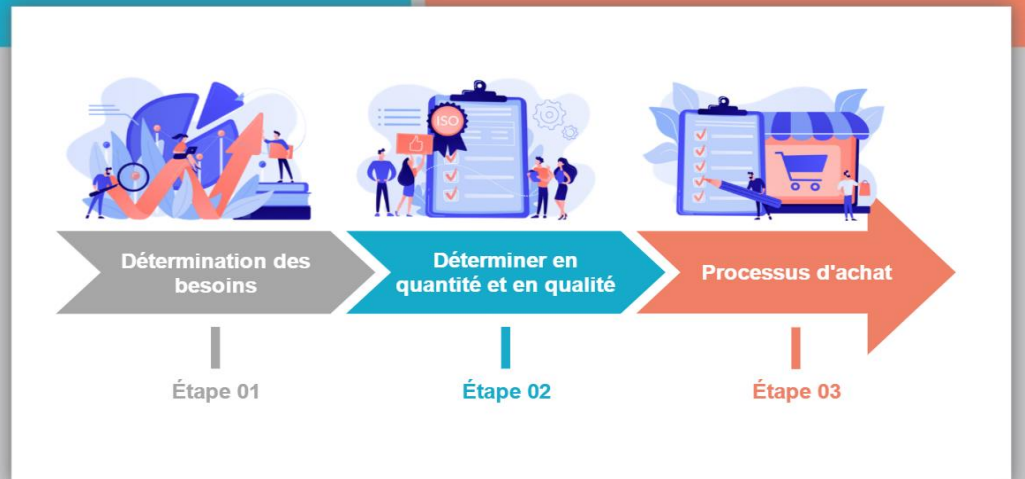 ISO
Détermination des
besoins
Déterminer en
quantité et en qualité
Processus d'achat
Étape 01
Étape 02
Étape 03